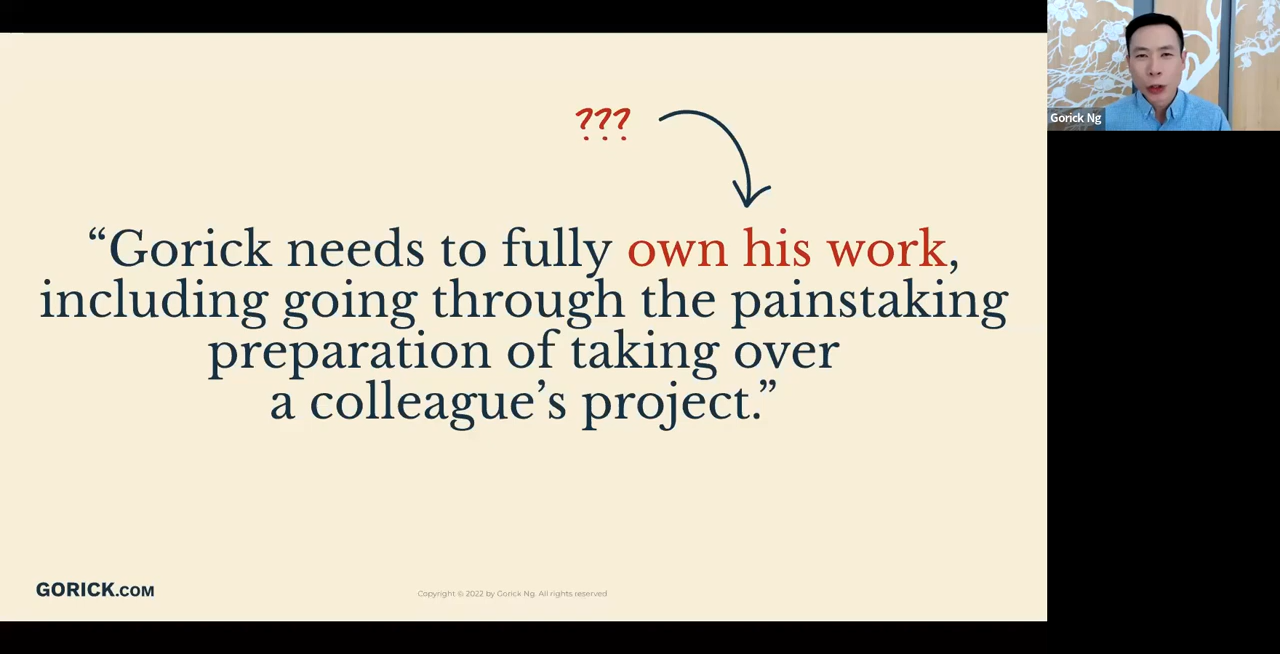 ???
“Gorick needs to fully own his work,
including going through the painstaking
preparation of taking over
a colleague’s project.”
GORICK.COM
Copyright © 2022 by Gorick Ng. All rights reserved
Gorick Ng